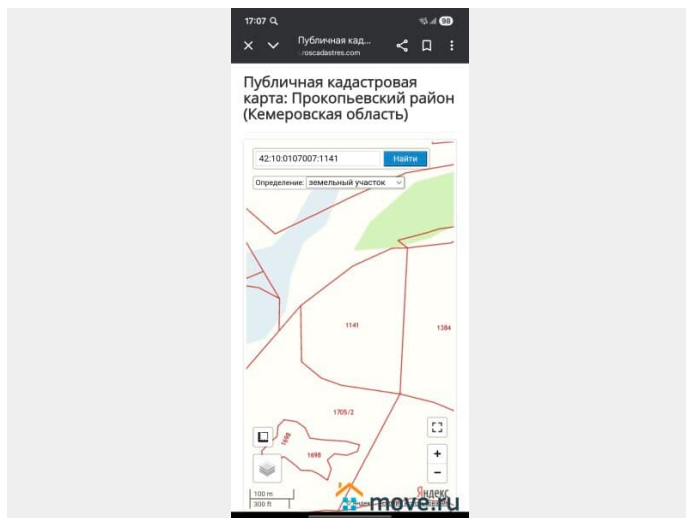 17:07
98
Публичная кад...
roscadastres.com
Публичная кадастровая
карта: Прокопьевский район
(Кемеровская область)
42:10:0107007:1141
Найти
Определение: земельный участок
1141
1384
1705/2
1698
1698
+
−
100 m
300 ft
Яндекс
move.ru